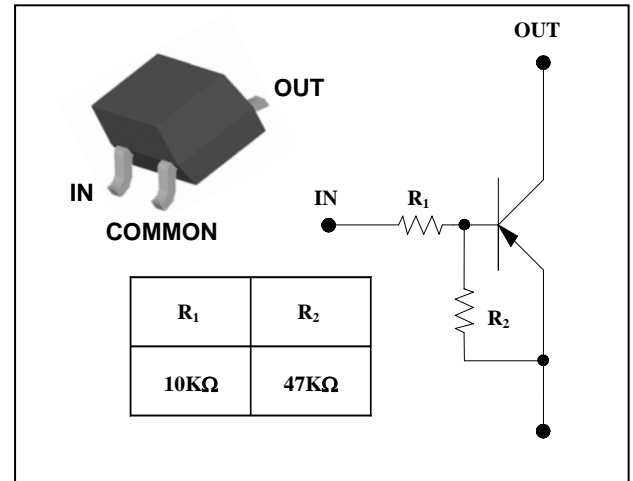 OUT
OUT
IN
COMMON
IN
R₁
R₂
R₁ R₂
10KΩ 47KΩ